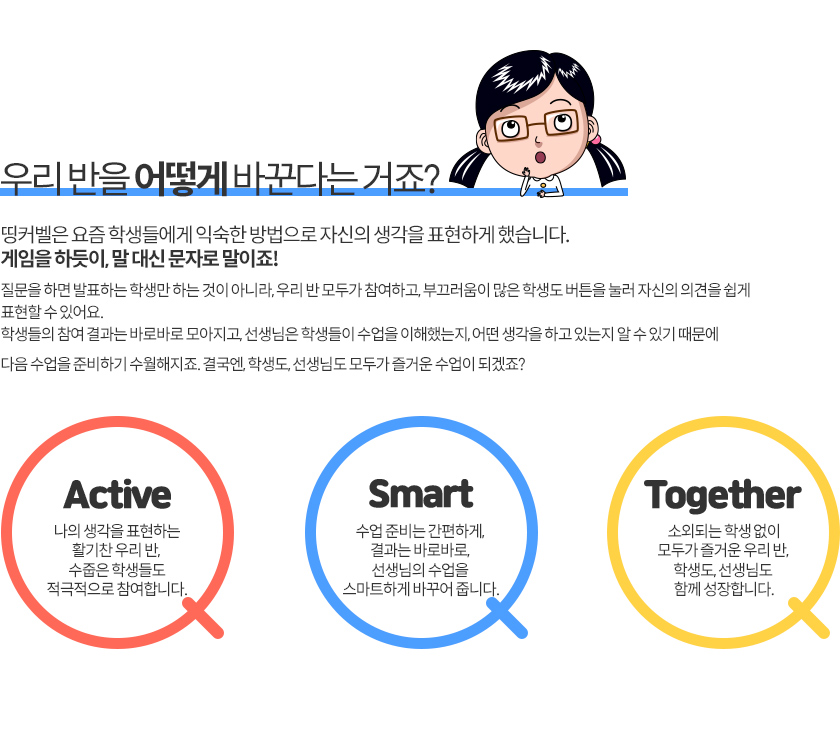 우리 반을 어떻게 바꾼다는 거죠?
띵커벨은 요즘 학생들에게 익숙한 방법으로 자신의 생각을 표현하게 했습니다.
게임을 하듯이, 말 대신 문자로 말이죠!
질문을 하면 발표하는 학생만 하는 것이 아니라, 우리 반 모두가 참여하고, 부끄러움이 많은 학생도 버튼을 눌러 자신의 의견을 쉽게
표현할 수 있어요.
학생들의 참여 결과는 바로바로 모아지고, 선생님은 학생들이 수업을 이해했는지, 어떤 생각을 하고 있는지 알 수 있기 때문에
다음 수업을 준비하기 수월해지죠. 결국엔, 학생도, 선생님도 모두가 즐거운 수업이 되겠죠?
Active
나의 생각을 표현하는
활기찬 우리 반,
수줍은 학생들도
적극적으로 참여합니다.
Smart
수업 준비는 간편하게,
결과는 바로바로,
선생님의 수업을
스마트하게 바꾸어 줍니다.
Together
소외되는 학생 없이
모두가 즐거운 우리 반,
학생도, 선생님도
함께 성장합니다.